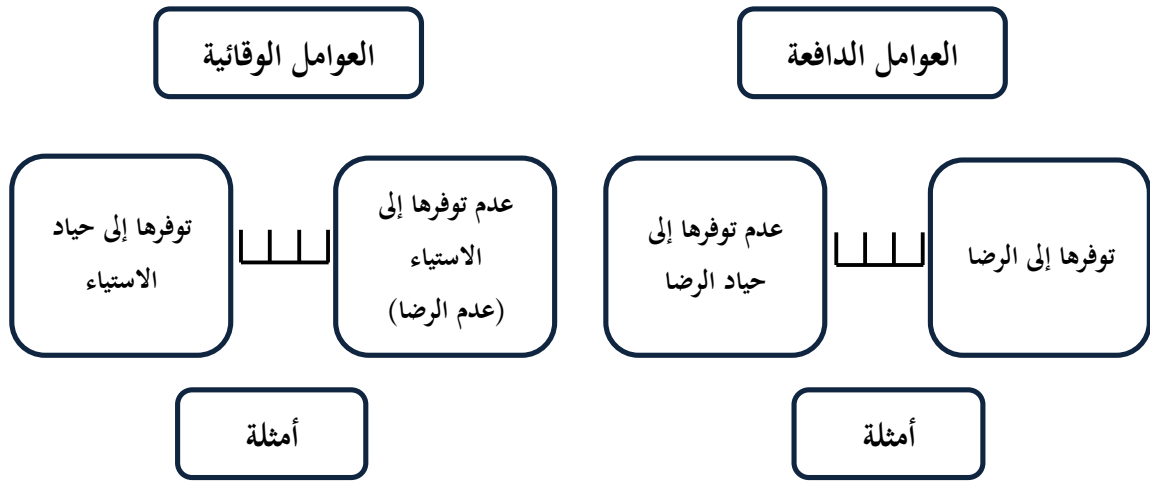 العوامل الدافعة
العوامل الوقائية
توفرها إلى الرضا
عدم توفرها إلى
حياد الرضا
عدم توفرها إلى
الاستياء
(عدم الرضا)
توفرها إلى حياد
الاستياء
أمثلة
أمثلة